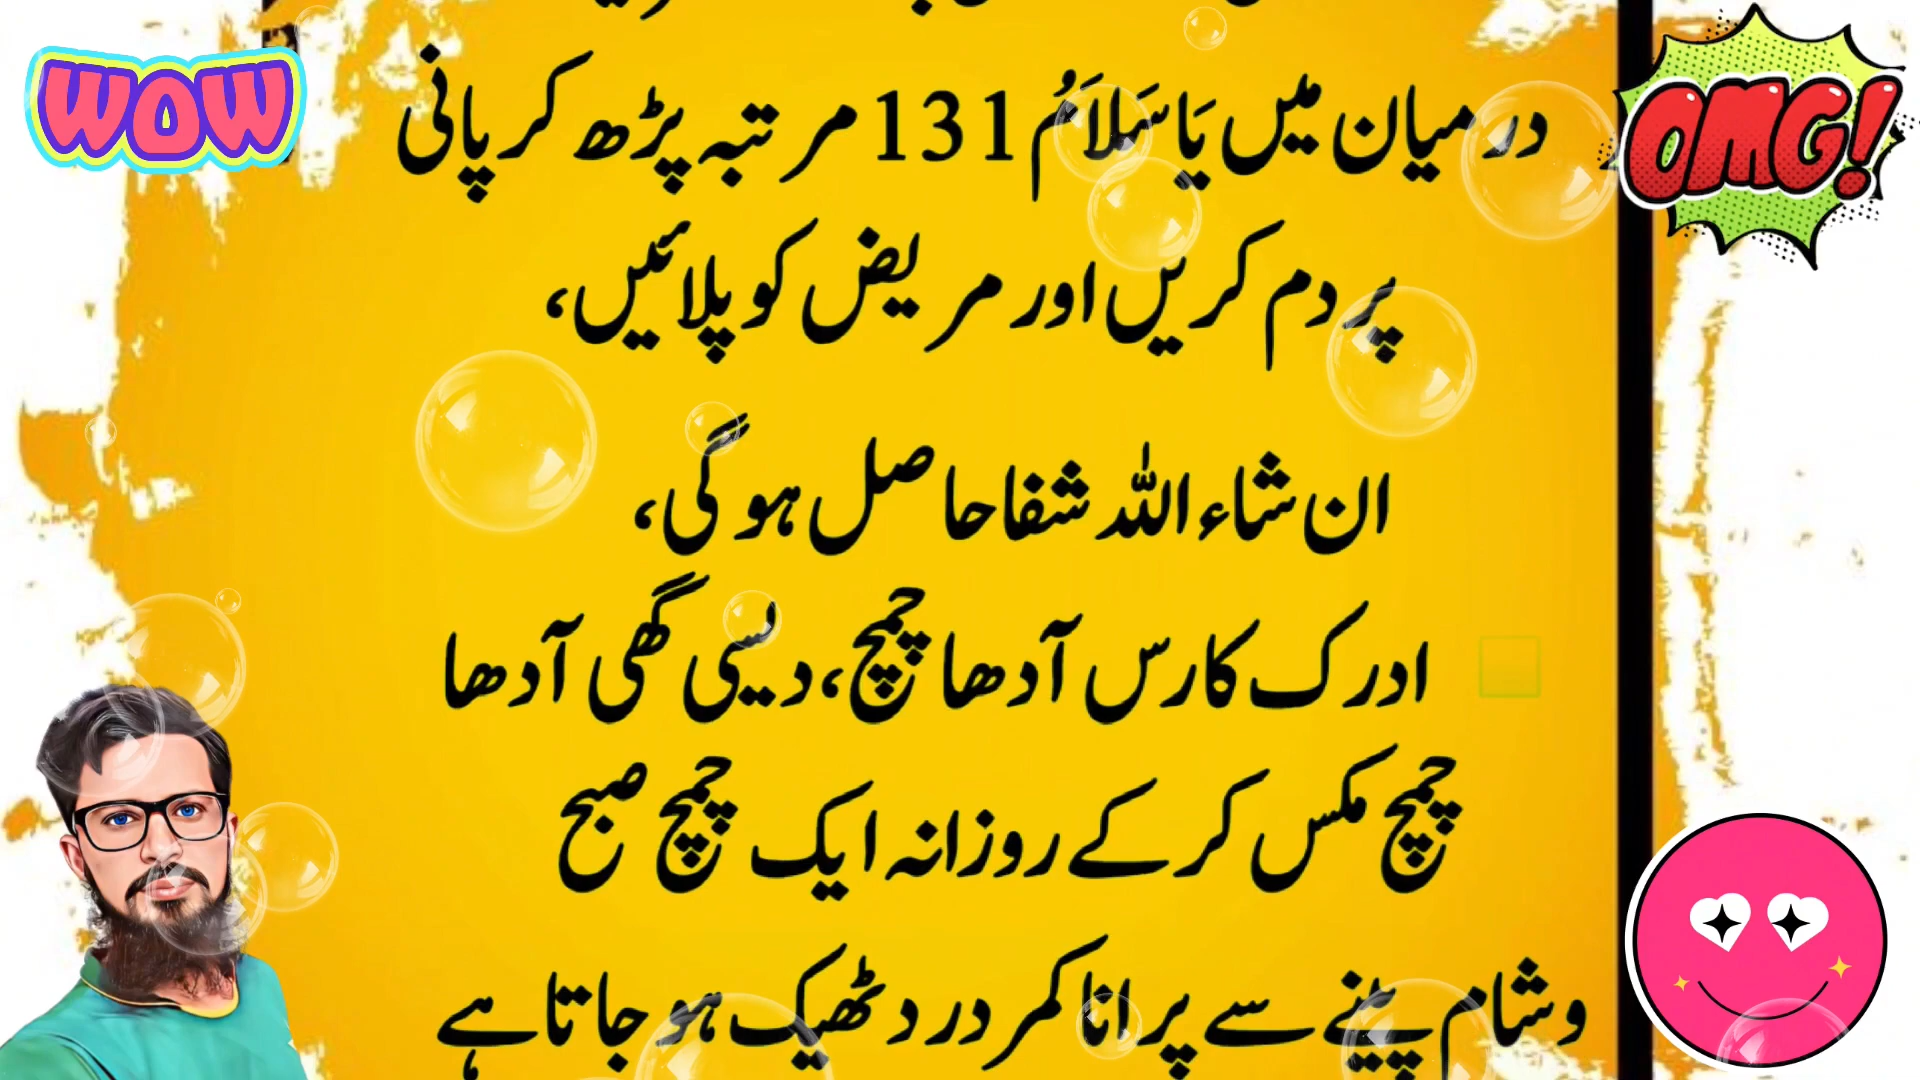 WOW
OMG!
درمیان میں یَا سَلَامُ 131 مرتبہ پڑھ کر پانی
پر دم کریں اور مریض کو پلائیں،
ان شاء اللہ شفا حاصل ہو گی،
ادرک کا رس آدھا چمچ، دیسی گھی آدھا
چمچ مکس کر کے روزانہ ایک چمچ صبح
و شام پینے سے پرانا کمر درد ٹھیک ہو جاتا ہے